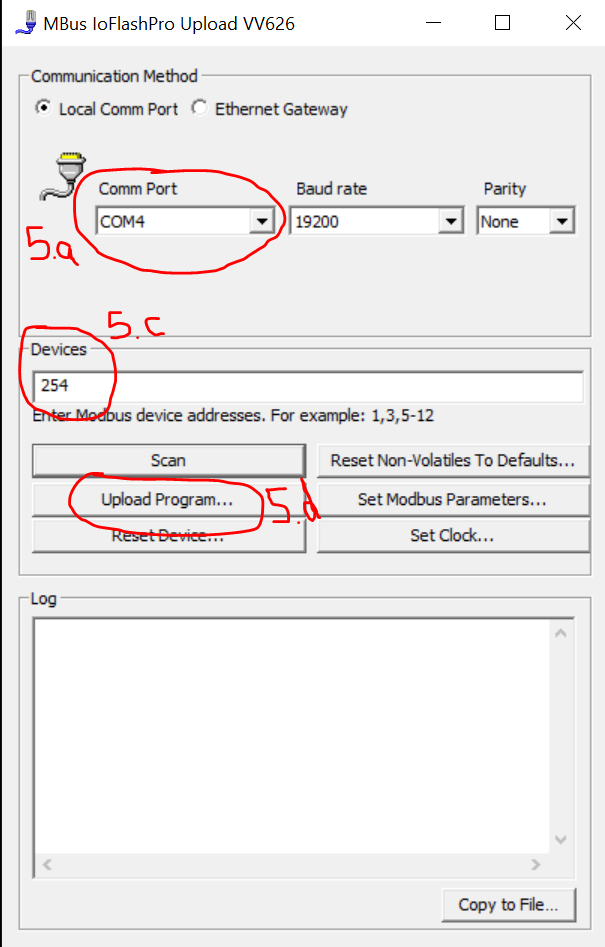 MBus IoFlashPro Upload VV626
Communication Method
Local Comm Port Ethernet Gateway
Comm Port Baud rate Parity
COM4 19200 None
5.a
5.c
Devices
254
Enter Modbus device addresses. For example: 1,3,5-12
Scan Reset Non-Volatiles To Defaults...
Upload Program... 5.d Set Modbus Parameters...
Reset Device... Set Clock...
Log
Copy to File...